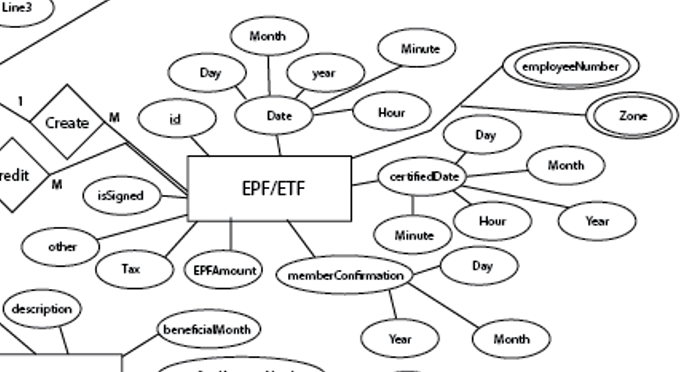 Line3
Month
Minute
Day
year
employeeNumber
1
Create
M
id
Date
Hour
Zone
Day
redit
M
isSigned
EPF/ETF
certifiedDate
Month
Hour
Year
Minute
other
Tax
EPFAmount
memberConfirmation
Day
description
beneficialMonth
Year
Month